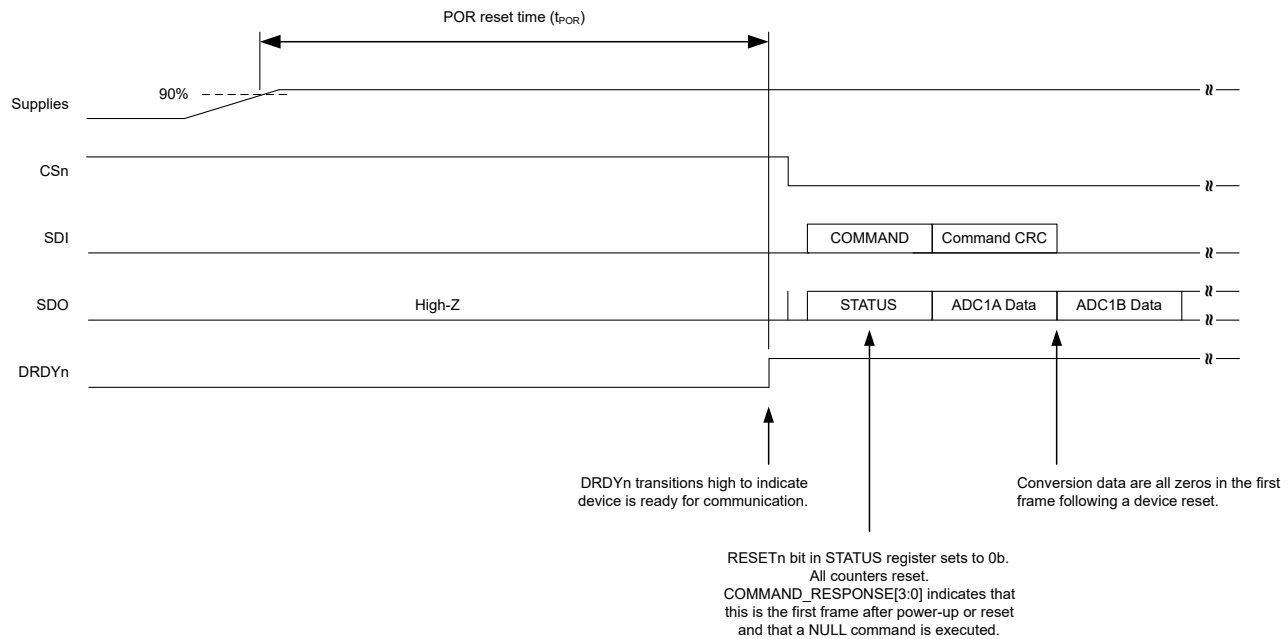 POR reset time (tPOR)
90%
Supplies
CSn
SDI
COMMAND
Command CRC
SDO
High-Z
STATUS
ADC1A Data
ADC1B Data
DRDYn
DRDYn transitions high to indicate
device is ready for communication.
Conversion data are all zeros in the first
frame following a device reset.
RESETn bit in STATUS register sets to 0b.
All counters reset.
COMMAND_RESPONSE[3:0] indicates that
this is the first frame after power-up or reset
and that a NULL command is executed.